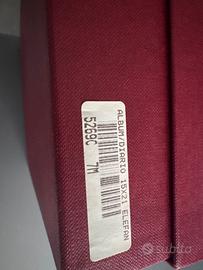 ALBUM/DIARIO 15X21 ELEFAN
5269C 7M
subito